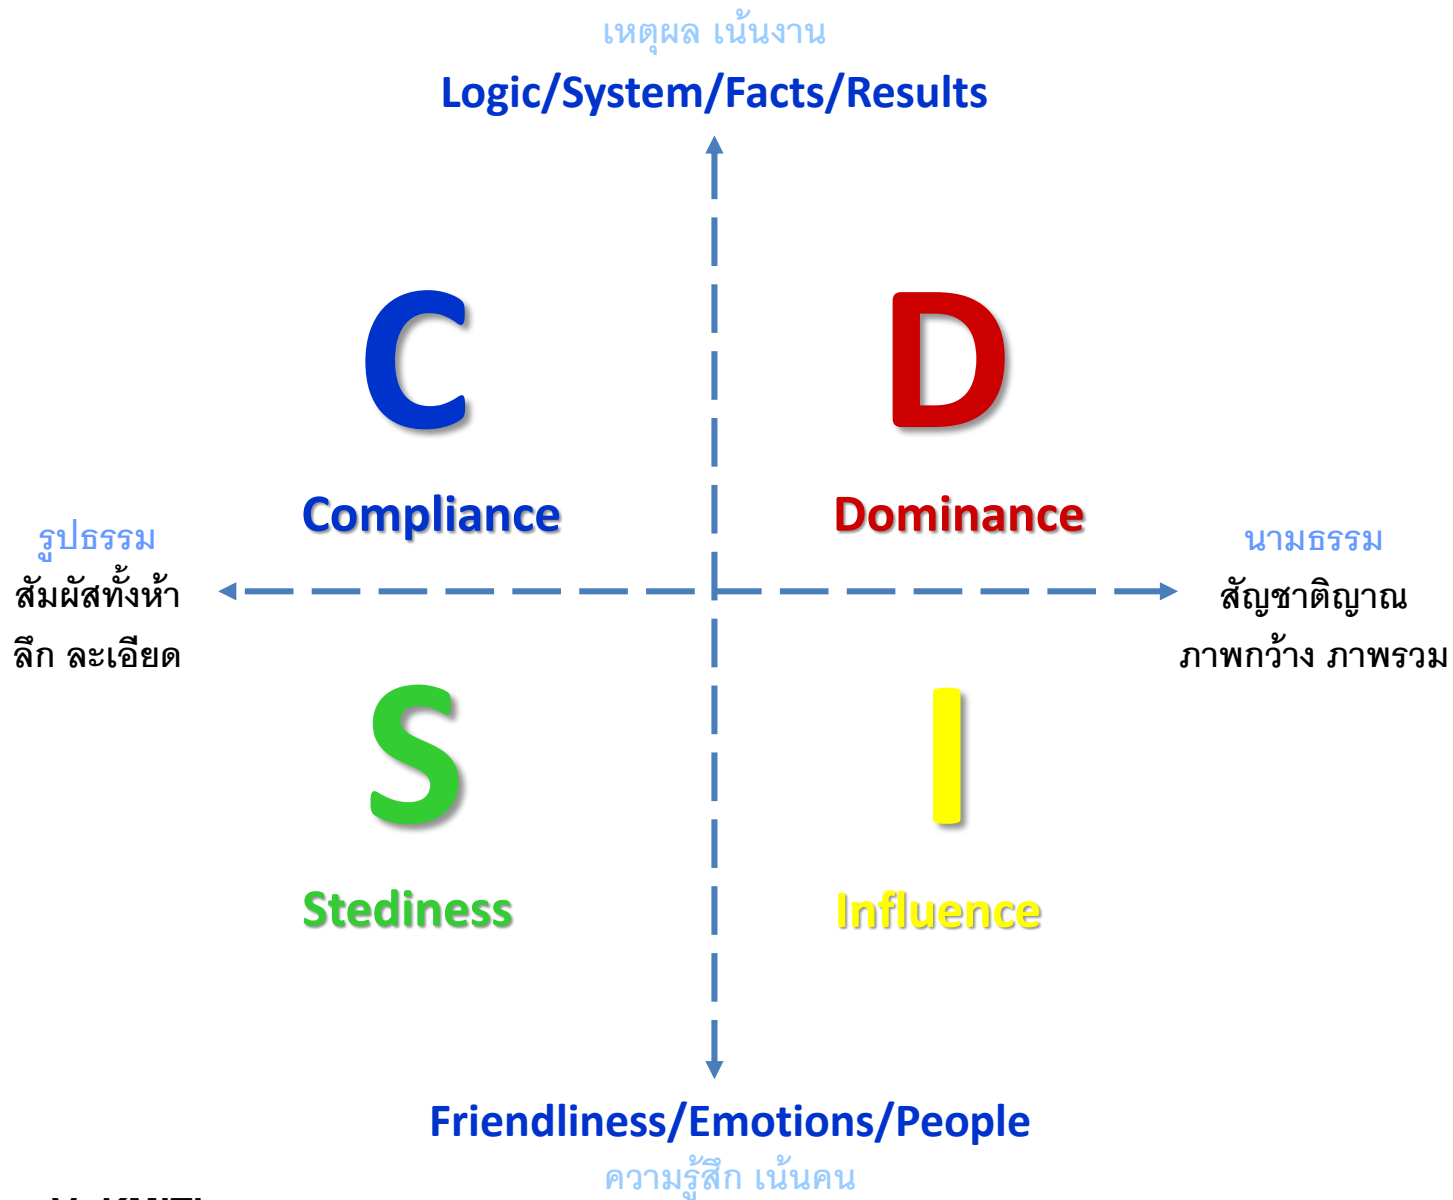 เหตุผล เน้นงาน
Logic/System/Facts/Results
C
D
Compliance
Dominance
รูปธรรม
สัมผัสทั้งห้า
ลึก ละเอียด
นามธรรม
สัญชาติญาณ
ภาพกว้าง ภาพรวม
S
I
Stediness
Influence
Friendliness/Emotions/People
ความรู้สึก เน้นคน